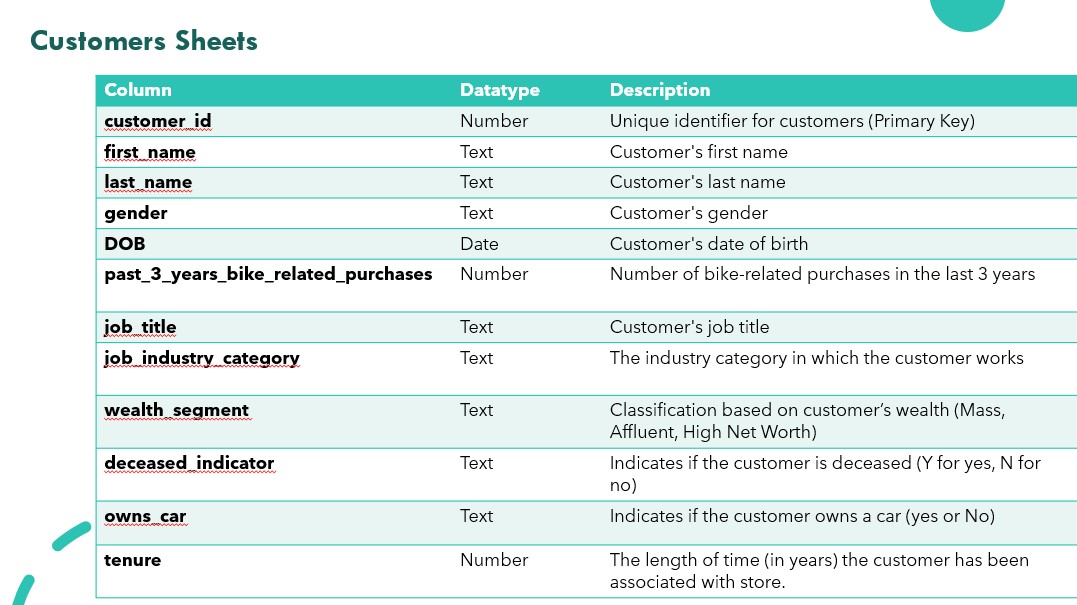 Customers Sheets
Column Datatype Description
customer_id Number Unique identifier for customers (Primary Key)
first_name Text Customer's first name
last_name Text Customer's last name
gender Text Customer's gender
DOB Date Customer's date of birth
past_3_years_bike_related_purchases Number Number of bike-related purchases in the last 3 years
job_title Text Customer's job title
job_industry_category Text The industry category in which the customer works
wealth_segment Text Classification based on customer’s wealth (Mass,
Affluent, High Net Worth)
deceased_indicator Text Indicates if the customer is deceased (Y for yes, N for
no)
owns_car Text Indicates if the customer owns a car (yes or No)
tenure Number The length of time (in years) the customer has been
associated with store.